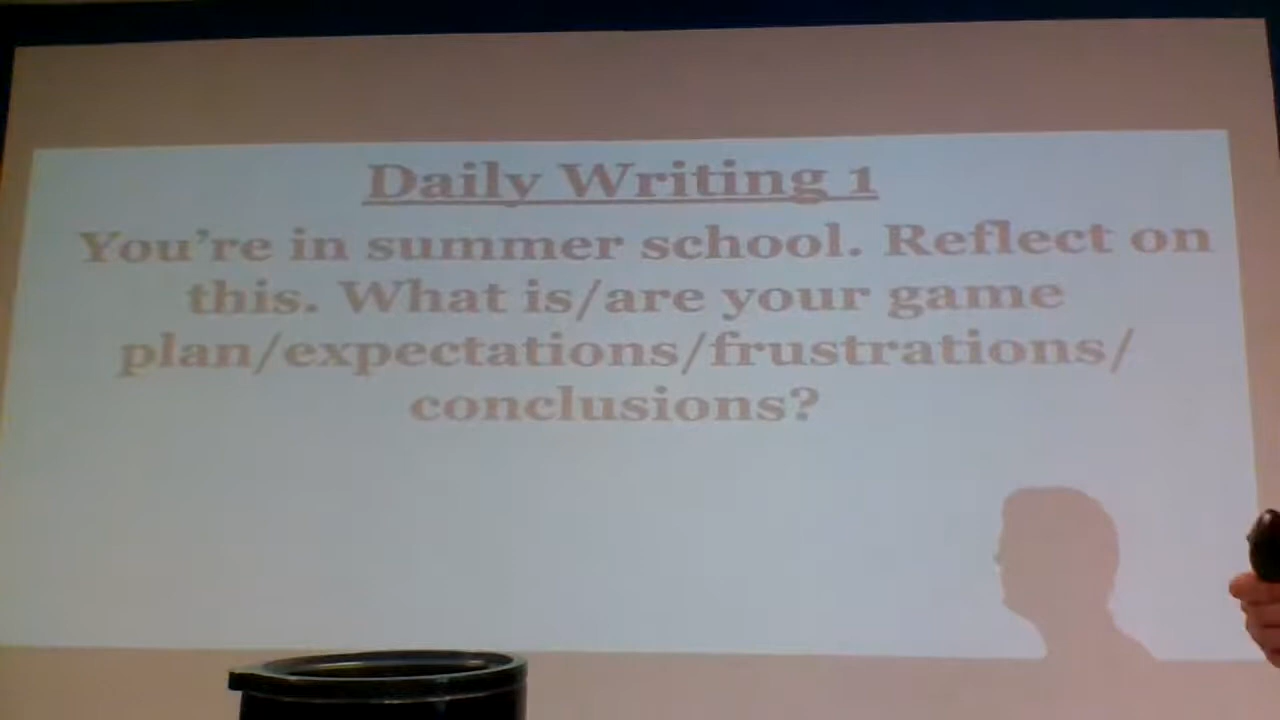 Daily Writing 1
You're in summer school. Reflect on
this. What is/are your game
plan/expectations/frustrations/
conclusions?